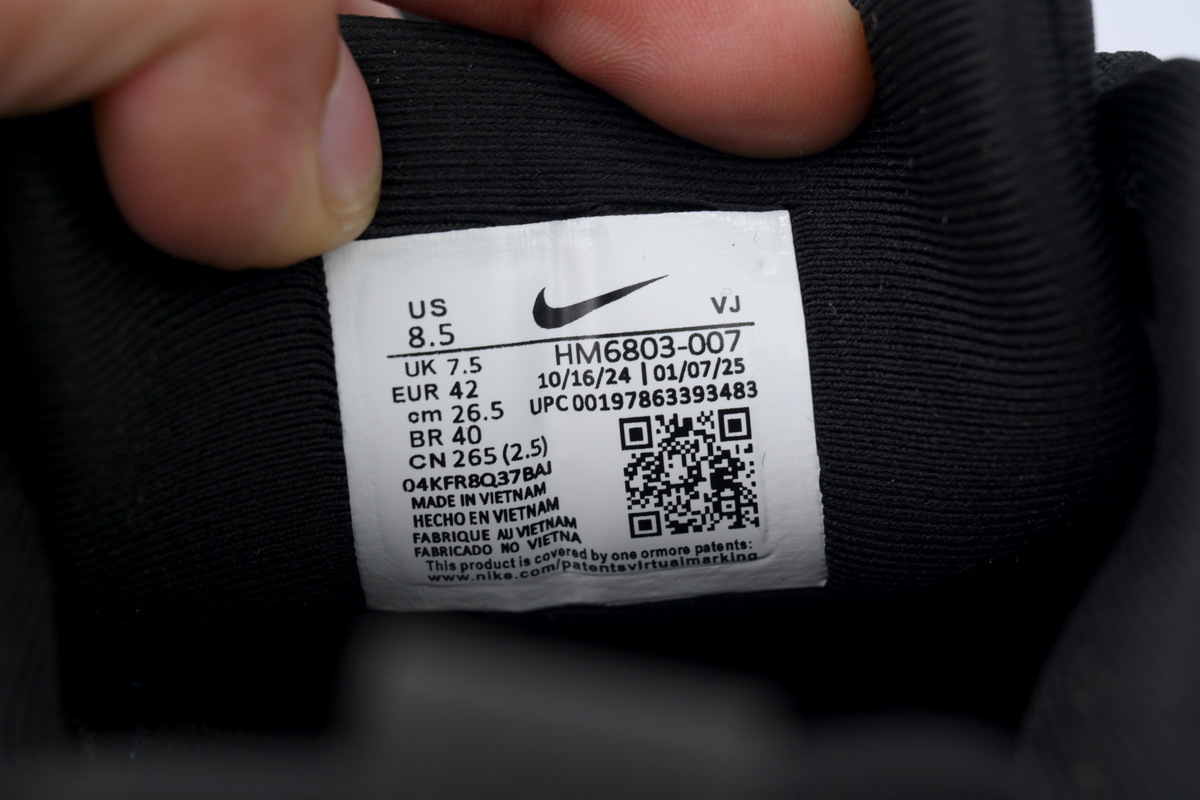 US
8.5
VJ
UK 7.5
EUR 42
cm 26.5
BR 40
CN 265 (2.5)
HM6803-007
10/16/24 | 01/07/25
UPC 00197863393483
04KFR8Q37BAJ
MADE IN VIETNAM
HECHO EN VIETNAM
FABRIQUE AU VIETNAM
FABRICADO NO VIETNA
This product is covered by one ormore patents:
www.nike.com/patentsvirtualmarking